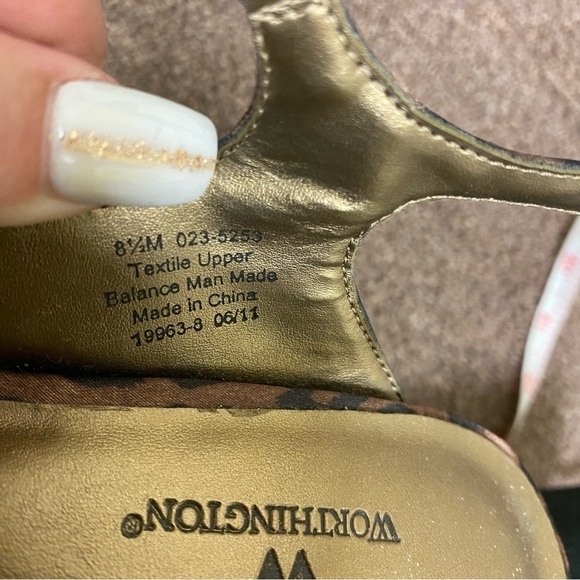 8½M 023-5253
Textile Upper
Balance Man Made
Made in China
19963-8 06/11
WORTHINGTON®